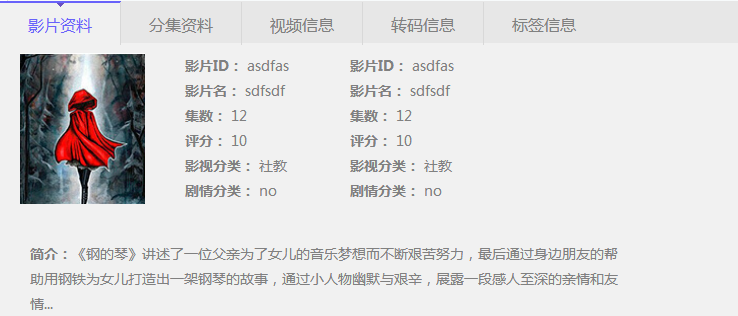 影片资料 分集资料 视频信息 转码信息 标签信息
影片ID： asdfas 影片ID： asdfas
影片名： sdfsdf 影片名： sdfsdf
集数： 12 集数： 12
评分： 10 评分： 10
影视分类： 社教 影视分类： 社教
剧情分类： no 剧情分类： no
简介：《钢的琴》讲述了一位父亲为了女儿的音乐梦想而不断艰苦努力，最后通过身边朋友的帮
助用钢铁为女儿打造出一架钢琴的故事，通过小人物幽默与艰辛，展露一段感人至深的亲情和友
情...